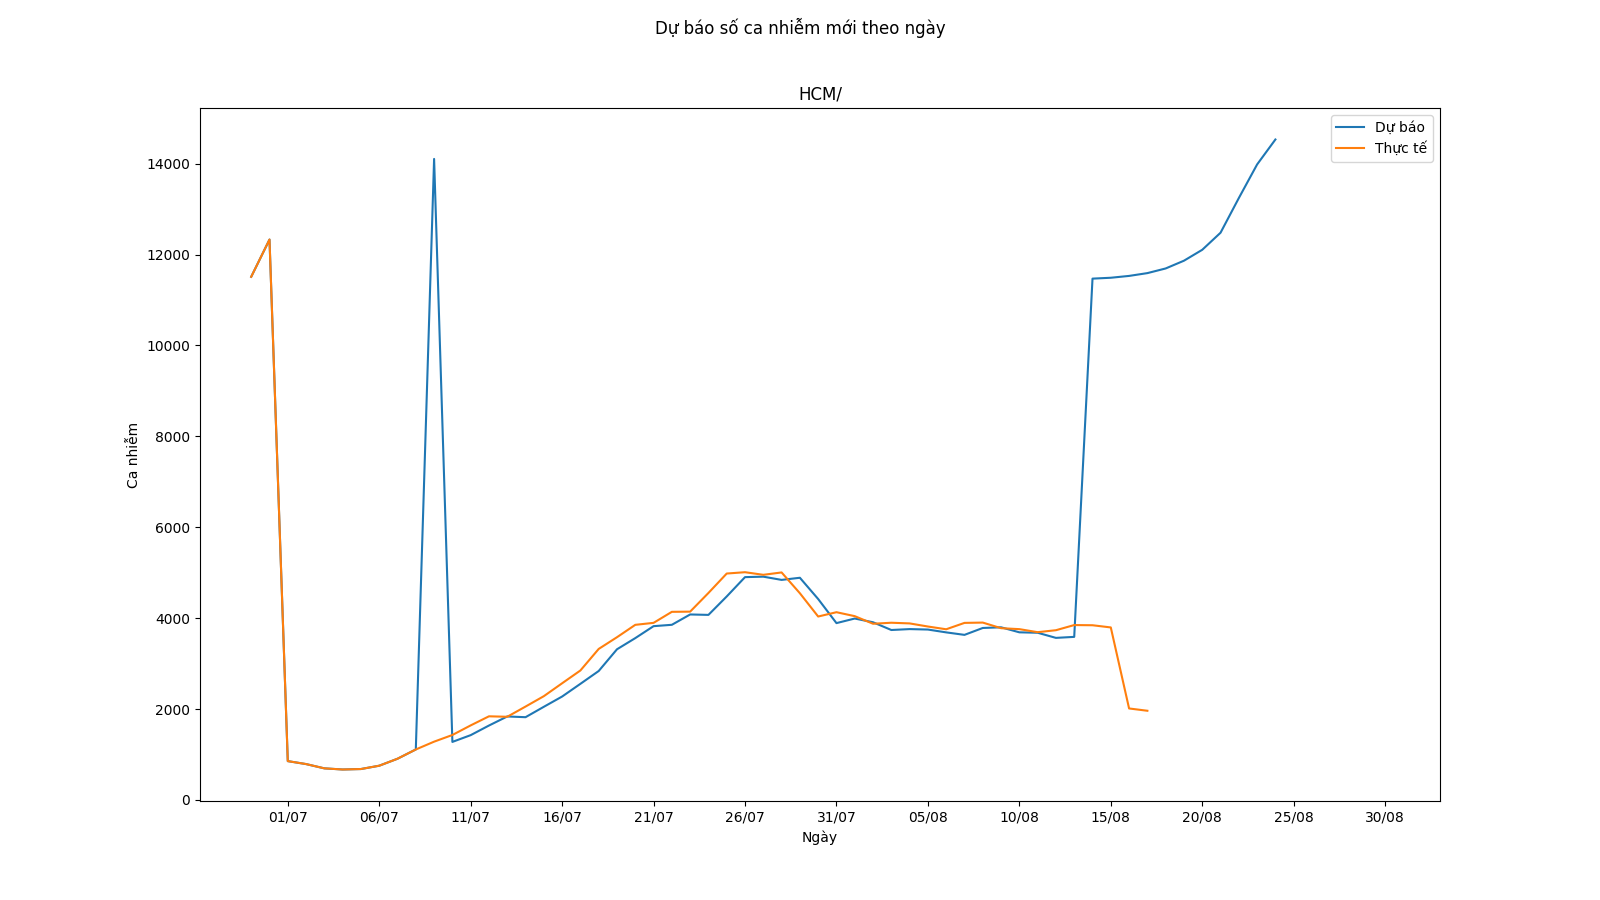 Dự báo số ca nhiễm mới theo ngày
HCM/
Dự báo
Thực tế
14000
12000
10000
8000
6000
4000
2000
0
Ca nhiễm
01/07 06/07 11/07 16/07 21/07 26/07 31/07 05/08 10/08 15/08 20/08 25/08 30/08
Ngày